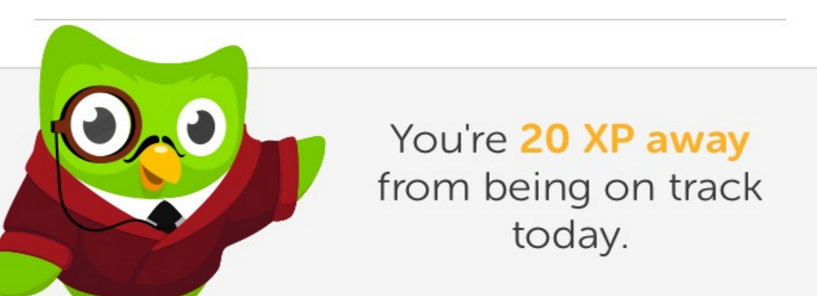 You're 20 XP away
from being on track
today.